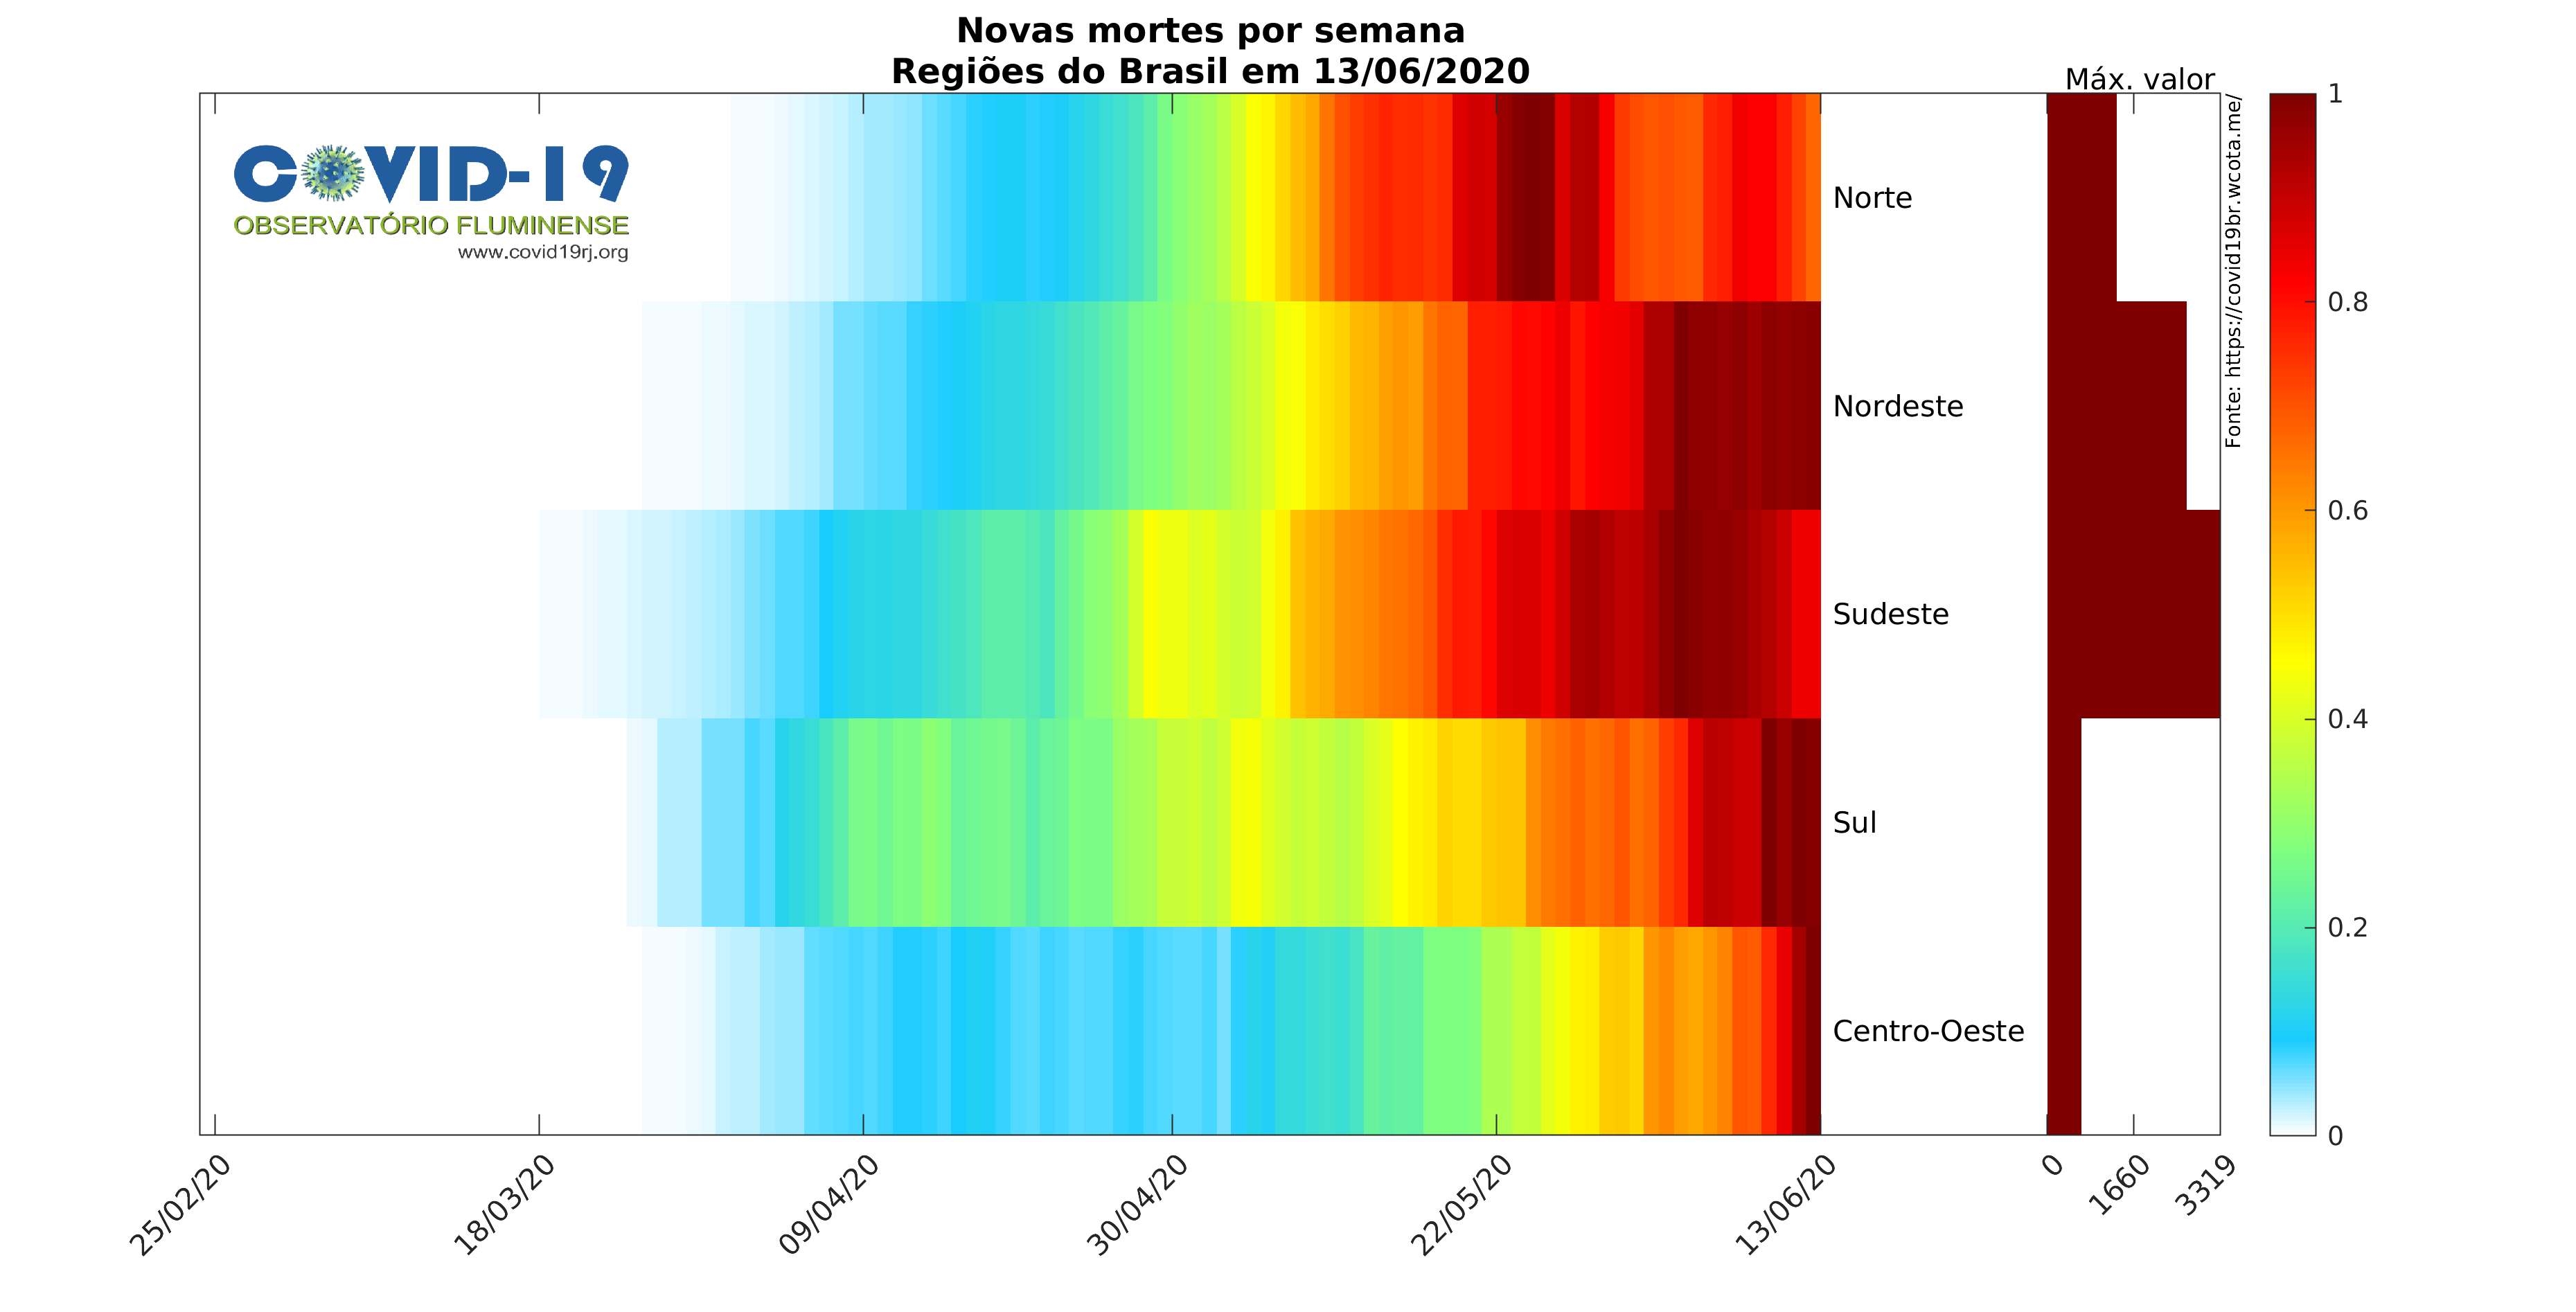 Novas mortes por semana
Regiões do Brasil em 13/06/2020
Máx. valor
COVID-19
OBSERVATÓRIO FLUMINENSE
www.covid19rj.org
Norte
Nordeste
Sudeste
Sul
Centro-Oeste
Fonte: https://covid19br.wcota.me/
1
0.8
0.6
0.4
0.2
0
25/02/20
18/03/20
09/04/20
30/04/20
22/05/20
13/06/20
0
1660
3319